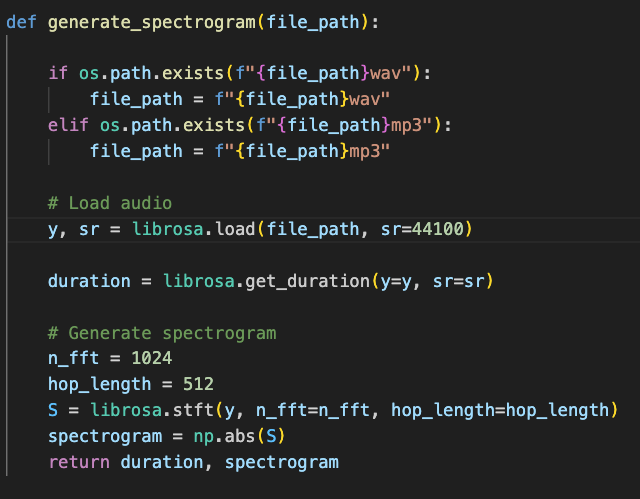 def generate_spectrogram(file_path):
if os.path.exists(f"{file_path}wav"):
file_path = f"{file_path}wav"
elif os.path.exists(f"{file_path}mp3"):
file_path = f"{file_path}mp3"
# Load audio
y, sr = librosa.load(file_path, sr=44100)
duration = librosa.get_duration(y=y, sr=sr)
# Generate spectrogram
n_fft = 1024
hop_length = 512
S = librosa.stft(y, n_fft=n_fft, hop_length=hop_length)
spectrogram = np.abs(S)
return duration, spectrogram